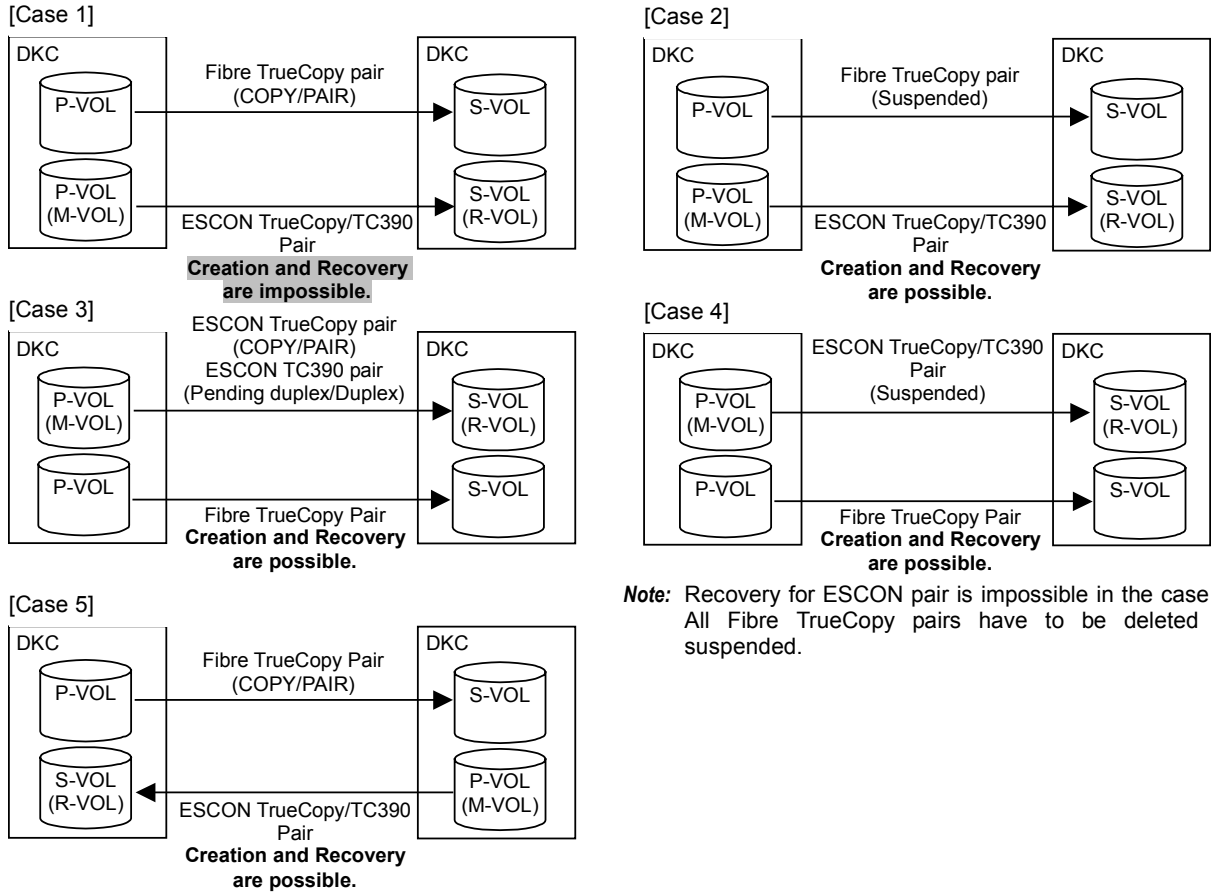 [Case 1]
DKC
DKC
Fibre TrueCopy pair
(COPY/PAIR)
P-VOL
S-VOL
P-VOL
(M-VOL)
S-VOL
(R-VOL)
ESCON TrueCopy/TC390
Pair
Creation and Recovery
are impossible.
[Case 2]
DKC
DKC
Fibre TrueCopy pair
(Suspended)
P-VOL
S-VOL
P-VOL
(M-VOL)
S-VOL
(R-VOL)
ESCON TrueCopy/TC390
Pair
Creation and Recovery
are possible.
[Case 3]
ESCON TrueCopy pair
(COPY/PAIR)
DKC
DKC
ESCON TC390 pair
(Pending duplex/Duplex)
P-VOL
(M-VOL)
S-VOL
(R-VOL)
P-VOL
S-VOL
Fibre TrueCopy Pair
Creation and Recovery
are possible.
[Case 4]
DKC
DKC
ESCON TrueCopy/TC390
Pair
(Suspended)
P-VOL
(M-VOL)
S-VOL
(R-VOL)
P-VOL
S-VOL
Fibre TrueCopy Pair
Creation and Recovery
are possible.
Note: Recovery for ESCON pair is impossible in the case
All Fibre TrueCopy pairs have to be deleted
suspended.
[Case 5]
DKC
DKC
Fibre TrueCopy Pair
(COPY/PAIR)
P-VOL
S-VOL
S-VOL
(R-VOL)
P-VOL
(M-VOL)
ESCON TrueCopy/TC390
Pair
Creation and Recovery
are possible.